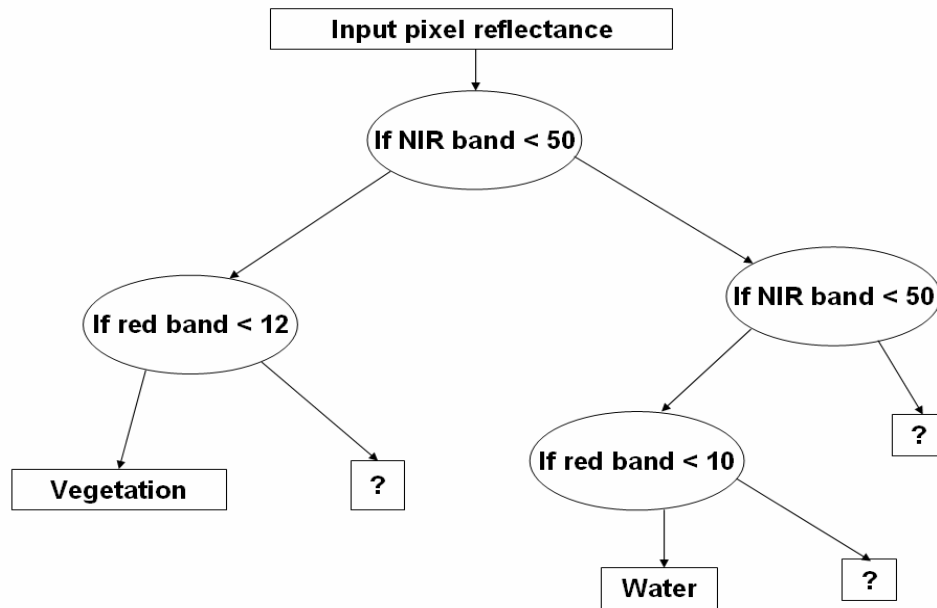 Input pixel reflectance
If NIR band < 50
If NIR band < 50
If red band < 12
If red band < 10
?
Vegetation
?
Water
?